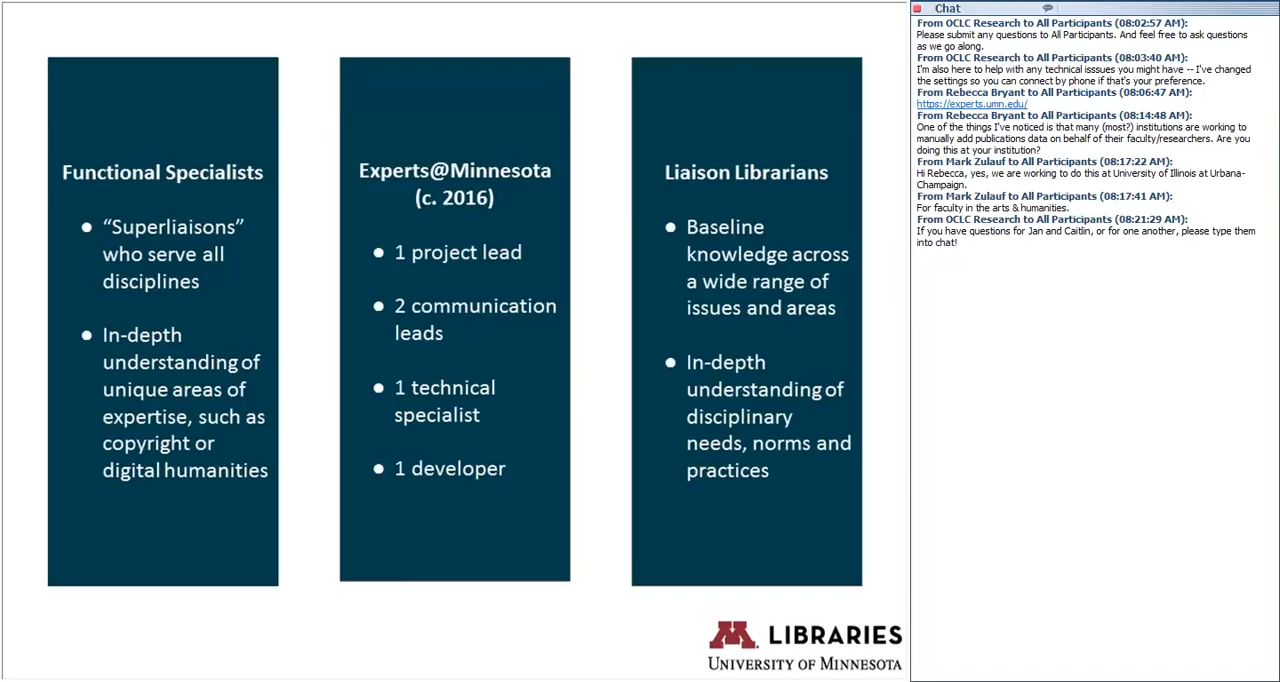 Functional Specialists
● “Superliaisons”
who serve all
disciplines
● In-depth
understanding of
unique areas of
expertise, such as
copyright or
digital humanities
Experts@Minnesota
(c. 2016)
● 1 project lead
● 2 communication
leads
● 1 technical
specialist
● 1 developer
Liaison Librarians
● Baseline
knowledge across
a wide range of
issues and areas
● In-depth
understanding of
disciplinary
needs, norms and
practices
M LIBRARIES
UNIVERSITY OF MINNESOTA
Chat
From OCLC Research to All Participants (08:02:57 AM):
Please submit any questions to All Participants. And feel free to ask questions
as we go along.
From OCLC Research to All Participants (08:03:40 AM):
I'm also here to help with any technical isssues you might have -- I've changed
the settings so you can connect by phone if that's your preference.
From Rebecca Bryant to All Participants (08:06:47 AM):
https://experts.umn.edu/
From Rebecca Bryant to All Participants (08:14:48 AM):
One of the things I've noticed is that many (most?) institutions are working to
manually add publications data on behalf of their faculty/researchers. Are you
doing this at your institution?
From Mark Zulauf to All Participants (08:17:22 AM):
Hi Rebecca, yes, we are working to do this at University of Illinois at Urbana-
Champaign.
From Mark Zulauf to All Participants (08:17:41 AM):
For faculty in the arts & humanities.
From OCLC Research to All Participants (08:21:29 AM):
If you have questions for Jan and Caitlin, or for one another, please type them
into chat!